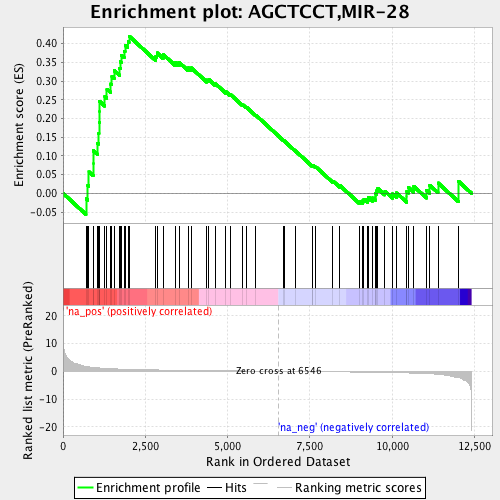 Enrichment plot: AGCTCCT,MIR-28
Enrichment score (ES)
0.40
0.35
0.30
0.25
0.20
0.15
0.10
0.05
0.00
-0.05
'na_pos' (positively correlated)
Ranked list metric (PreRanked)
20
10
0
-10
-20
Zero cross at 6546
'na_neg' (negatively correlated)
0
2,500
5,000
7,500
10,000
12,500
Rank in Ordered Dataset
Enrichment profile
Hits
Ranking metric scores